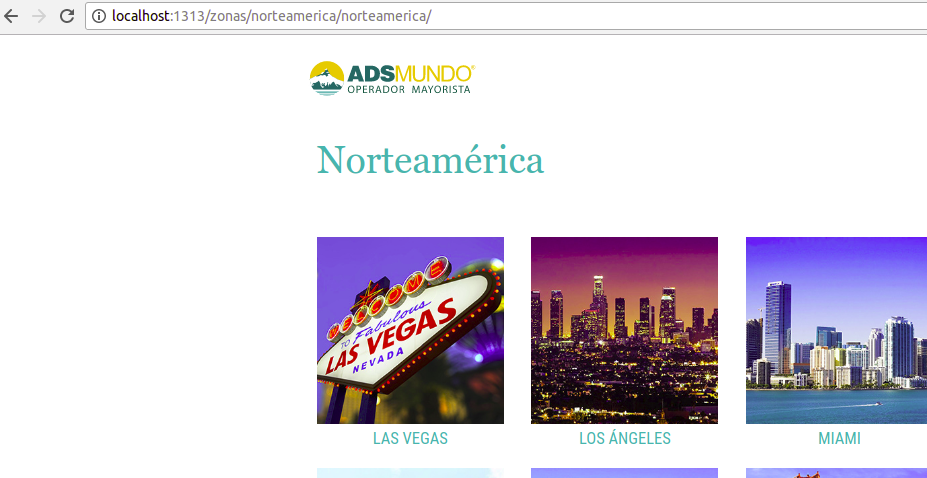 localhost:1313/zonas/norteamerica/norteamerica/
ADSMUNDO®
OPERADOR MAYORISTA
Norteamérica
WELCOME
TO Fabulous
LAS VEGAS
NEVADA
LAS VEGAS
LOS ÁNGELES
MIAMI